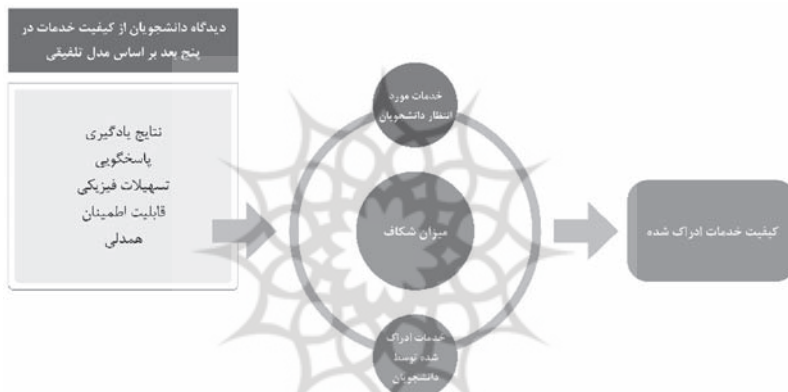 دیدگاه دانشجویان از کیفیت خدمات در
پنج بعد بر اساس مدل تلفیقی
نتایج یادگیری
پاسخگویی
تسهیلات فیزیکی
قابلیت اطمینان
همدلی
خدمات مورد
انتظار دانشجویان
میزان شکاف
خدمات ادراک
شده توسط
دانشجویان
کیفیت خدمات ادراک شده